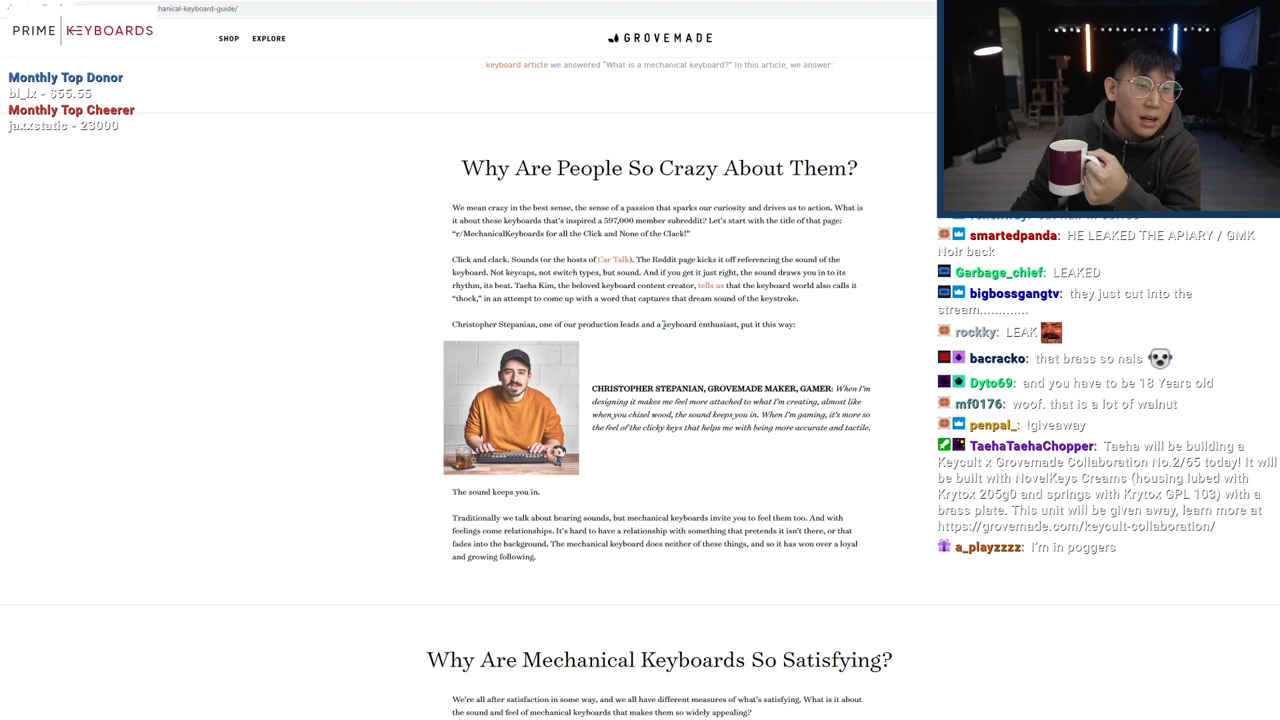 hanical-keyboard-guide/
PRIME KEYBOARDS
SHOP
EXPLORE
GROVEMADE
keyboard article we answered "What is a mechanical keyboard?" In this article, we answer:
Monthly Top Donor
bl_lx - $55.55
Monthly Top Cheerer
jaxxstatic - 23000
Why Are People So Crazy About Them?
We mean crazy in the best sense, the sense of a passion that sparks our curiosity and drives us to action. What is
it about these keyboards that's inspired a 597,000 member subreddit? Let's start with the title of that page:
"r/MechanicalKeyboards for all the Click and None of the Clack!"
Click and clack. Sounds (or the hosts of Car Talk). The Reddit page kicks it off referencing the sound of the
keyboard. Not keycaps, not switch types, but sound. And if you get it just right, the sound draws you in to its
rhythm, its beat. Taeha Kim, the beloved keyboard content creator, tells us that the keyboard world also calls it
"thock," in an attempt to come up with a word that captures that dream sound of the keystroke.
Christopher Stepanian, one of our production leads and a keyboard enthusiast, put it this way:
CHRISTOPHER STEPANIAN, GROVEMADE MAKER, GAMER: When I'm
designing it makes me feel more attached to what I'm creating, almost like
when you chisel wood, the sound keeps you in. When I'm gaming, it's more so
the feel of the clicky keys that helps me with being more accurate and tactile.
The sound keeps you in.
Traditionally we talk about hearing sounds, but mechanical keyboards invite you to feel them too. And with
feelings come relationships. It's hard to have a relationship with something that pretends it isn't there, or that
fades into the background. The mechanical keyboard does neither of these things, and so it has won over a loyal
and growing following.
Why Are Mechanical Keyboards So Satisfying?
We're all after satisfaction in some way, and we all have different measures of what's satisfying. What is it about
the sound and feel of mechanical keyboards that makes them so widely appealing?
smartedpanda: HE LEAKED THE APIARY / GMK
Noir back
Garbage_chief: LEAKED
bigbossgangtv: they just cut into the
stream.............
rockky: LEAK
bacracko: that brass so nais
Dyto69: and you have to be 18 Years old
mf0176: woof. that is a lot of walnut
penpal_: !giveaway
TaehaTaehaChopper: Taeha will be building a
Keycult x Grovemade Collaboration No.2/65 today! It will
be built with NovelKeys Creams (housing lubed with
Krytox 205g0 and springs with Krytox GPL 103) with a
brass plate. This unit will be given away, learn more at
https://grovemade.com/keycult-collaboration/
a_playzzzz: I'm in poggers